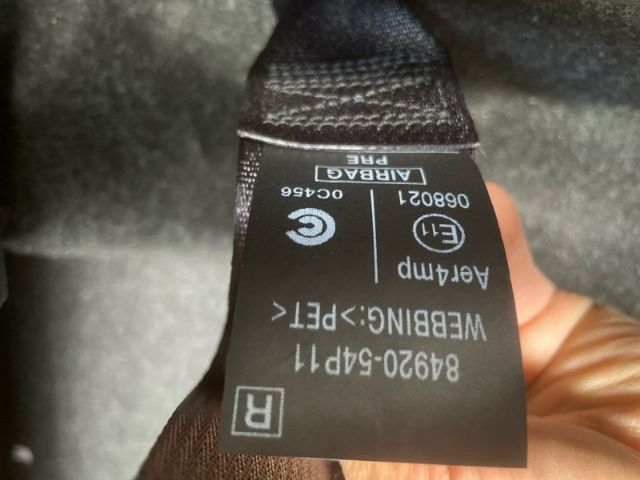 R
84920-54P11
WEBBING:>PET<
Aer4mp
E11
068021 0C456
AIRBAG
PRE